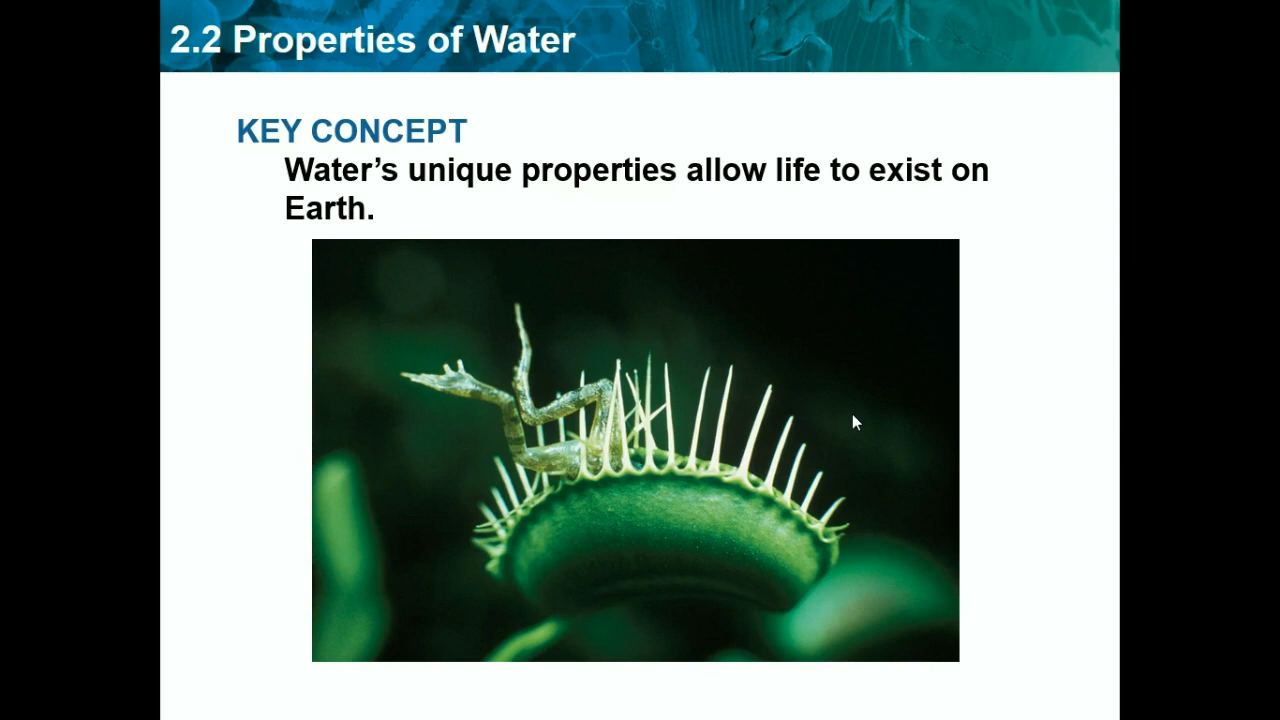 2.2 Properties of Water
KEY CONCEPT
Water’s unique properties allow life to exist on
Earth.